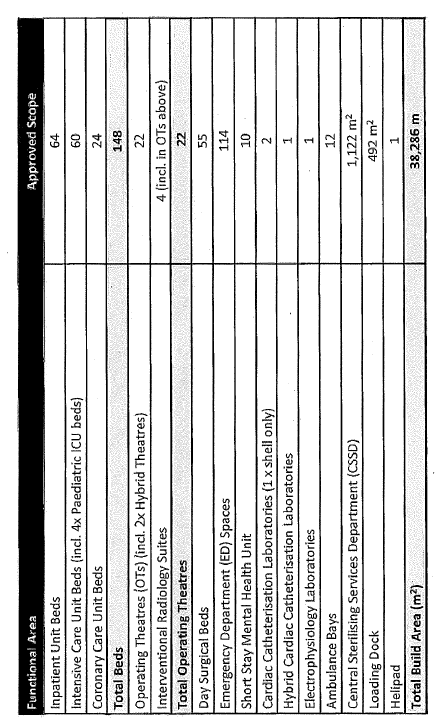 Functional Area Approved Scope
Inpatient Unit Beds 64
Intensive Care Unit Beds (incl. 4x Paediatric ICU beds) 60
Coronary Care Unit Beds 24
Total Beds 148
Operating Theatres (OTs) (incl. 2x Hybrid Theatres) 22
Interventional Radiology Suites 4 (incl. in OTs above)
Total Operating Theatres 22
Day Surgical Beds 55
Emergency Department (ED) Spaces 114
Short Stay Mental Health Unit 10
Cardiac Catheterisation Laboratories (1 x shell only) 2
Hybrid Cardiac Catheterisation Laboratories 1
Electrophysiology Laboratories 1
Ambulance Bays 12
Central Sterilising Services Department (CSSD) 1,122 m²
Loading Dock 492 m²
Helipad 1
Total Build Area (m²) 38,286 m